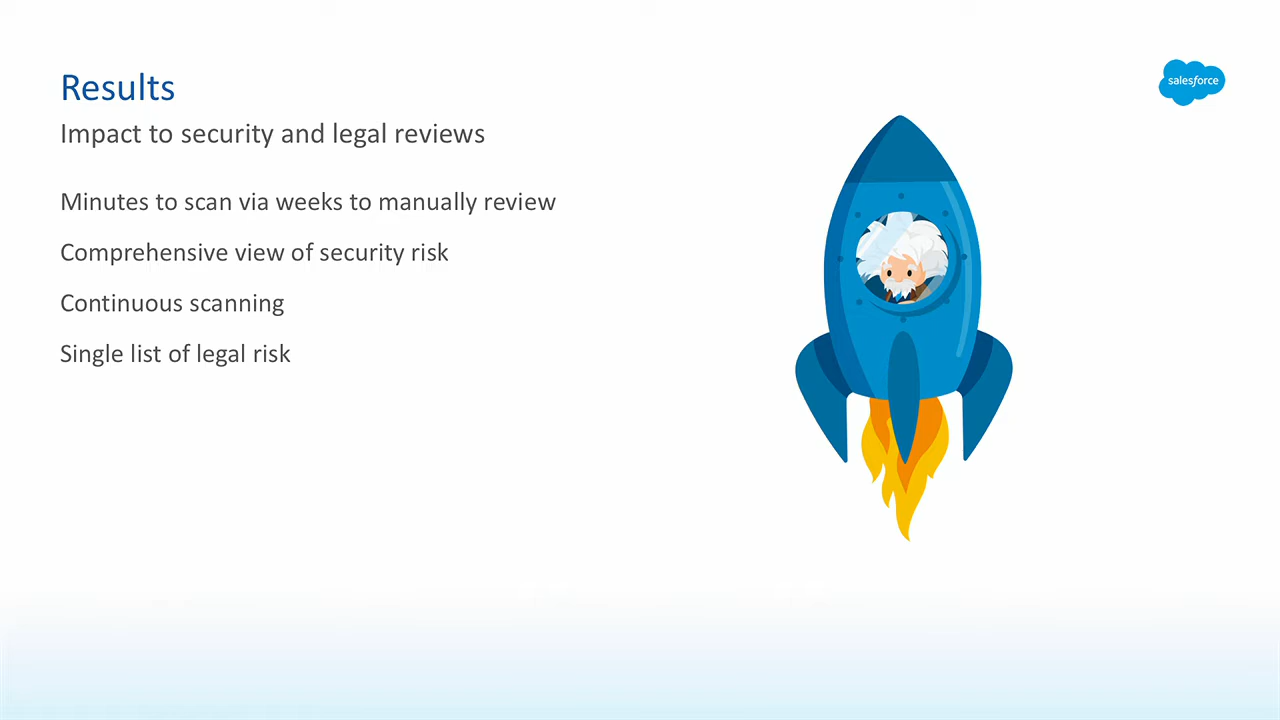 Results
salesforce
Impact to security and legal reviews
Minutes to scan via weeks to manually review
Comprehensive view of security risk
Continuous scanning
Single list of legal risk